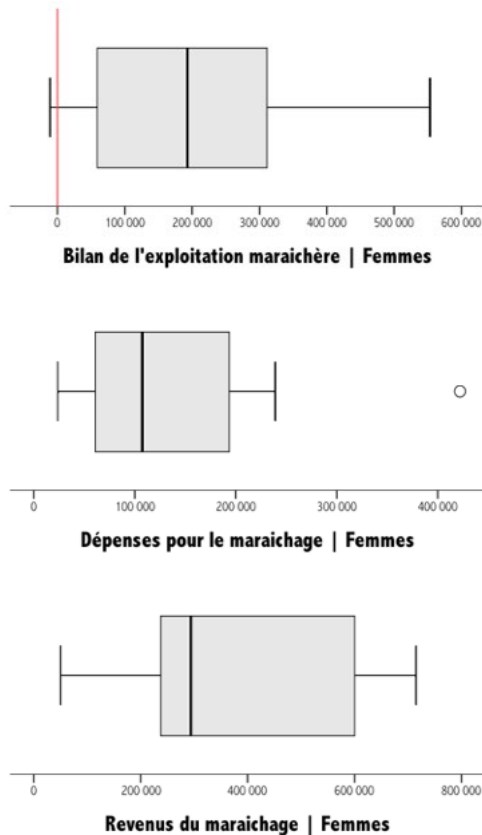 0 100 000 200 000 300 000 400 000 500 000 600 000
Bilan de l'exploitation maraichère | Femmes
0 100 000 200 000 300 000 400 000
Dépenses pour le maraichage | Femmes
0 200 000 400 000 600 000 800 000
Revenus du maraichage | Femmes